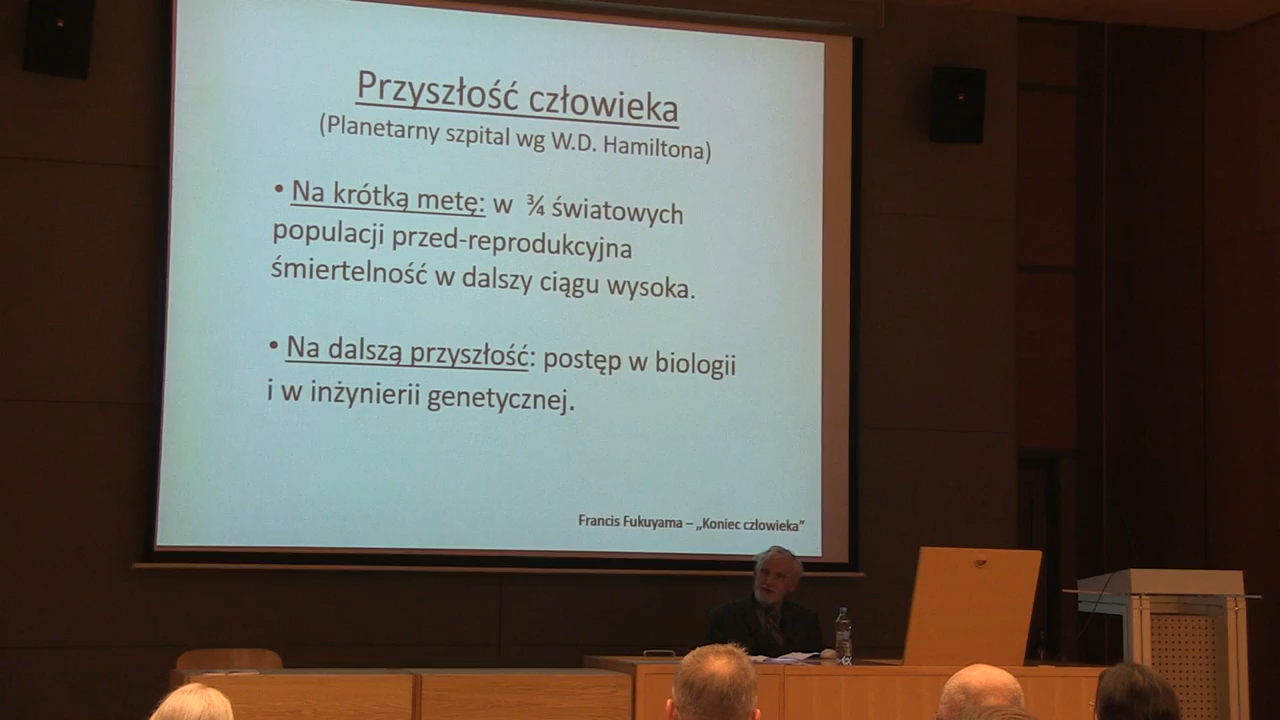 Przyszłość człowieka
(Planetarny szpital wg W.D. Hamiltona)
• Na krótką metę: w ¾ światowych
populacji przed-reprodukcyjna
śmiertelność w dalszy ciągu wysoka.
• Na dalszą przyszłość: postęp w biologii
i w inżynierii genetycznej.
Francis Fukuyama – „Koniec człowieka”